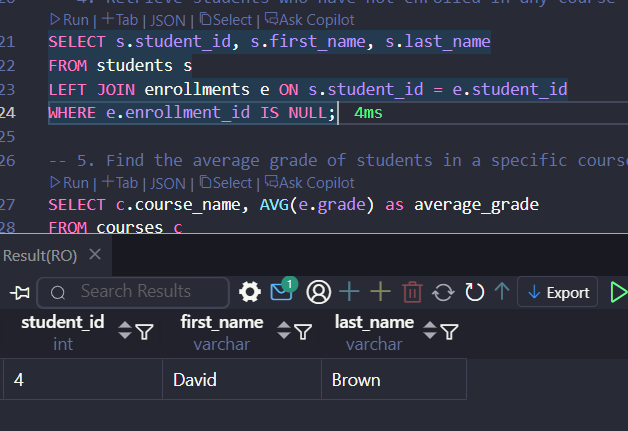 20 -- 4. Retrieve students who have not enrolled in any course
Run | Tab | JSON | Select | Ask Copilot
21 SELECT s.student_id, s.first_name, s.last_name
22 FROM students s
23 LEFT JOIN enrollments e ON s.student_id = e.student_id
24 WHERE e.enrollment_id IS NULL; 4ms
25
26 -- 5. Find the average grade of students in a specific course
Run | Tab | JSON | Select | Ask Copilot
27 SELECT c.course_name, AVG(e.grade) as average_grade
28 FROM courses c
Result(RO)
Search Results 1 Export
student_id first_name last_name
int varchar varchar
4 David Brown